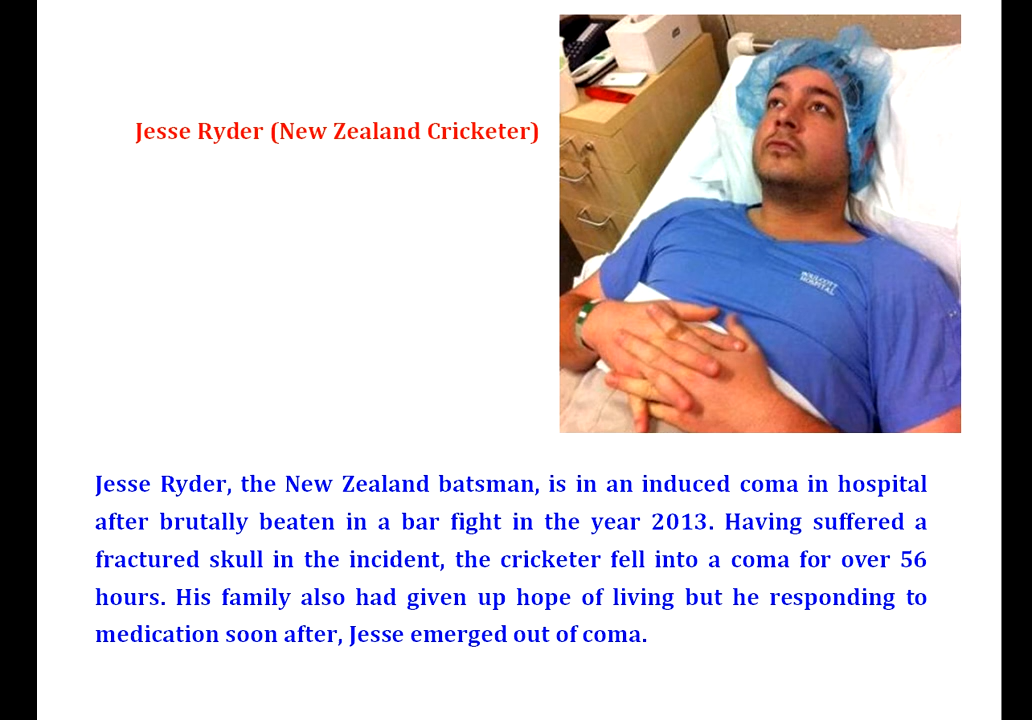 Jesse Ryder (New Zealand Cricketer)
BOULCOTT
HOSPITAL
Jesse Ryder, the New Zealand batsman, is in an induced coma in hospital
after brutally beaten in a bar fight in the year 2013. Having suffered a
fractured skull in the incident, the cricketer fell into a coma for over 56
hours. His family also had given up hope of living but he responding to
medication soon after, Jesse emerged out of coma.